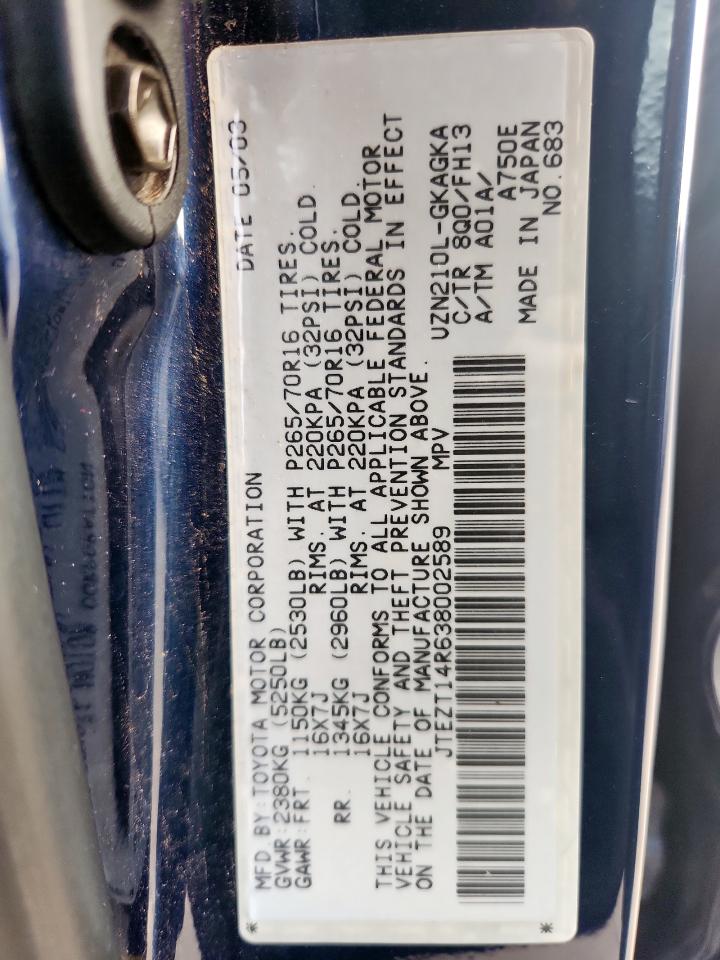 DATE 05/03
MFD. BY: TOYOTA MOTOR CORPORATION
GVWR: 2380KG (5250LB)
GAWR: FRT. 1150KG (2530LB) WITH P265/70R16 TIRES.
16X7J RIMS. AT 220KPA (32PSI) COLD.
RR. 1345KG (2960LB) WITH P265/70R16 TIRES.
16X7J RIMS. AT 220KPA (32PSI) COLD.
THIS VEHICLE CONFORMS TO ALL APPLICABLE FEDERAL MOTOR
VEHICLE SAFETY AND THEFT PREVENTION STANDARDS IN EFFECT
ON THE DATE OF MANUFACTURE SHOWN ABOVE.
JTEZT14R638002589 MPV
UZN210L-GKAGKA
C/TR 8Q0/FH13
A/TM A01A/
A750E
MADE IN JAPAN
* * NO. 683